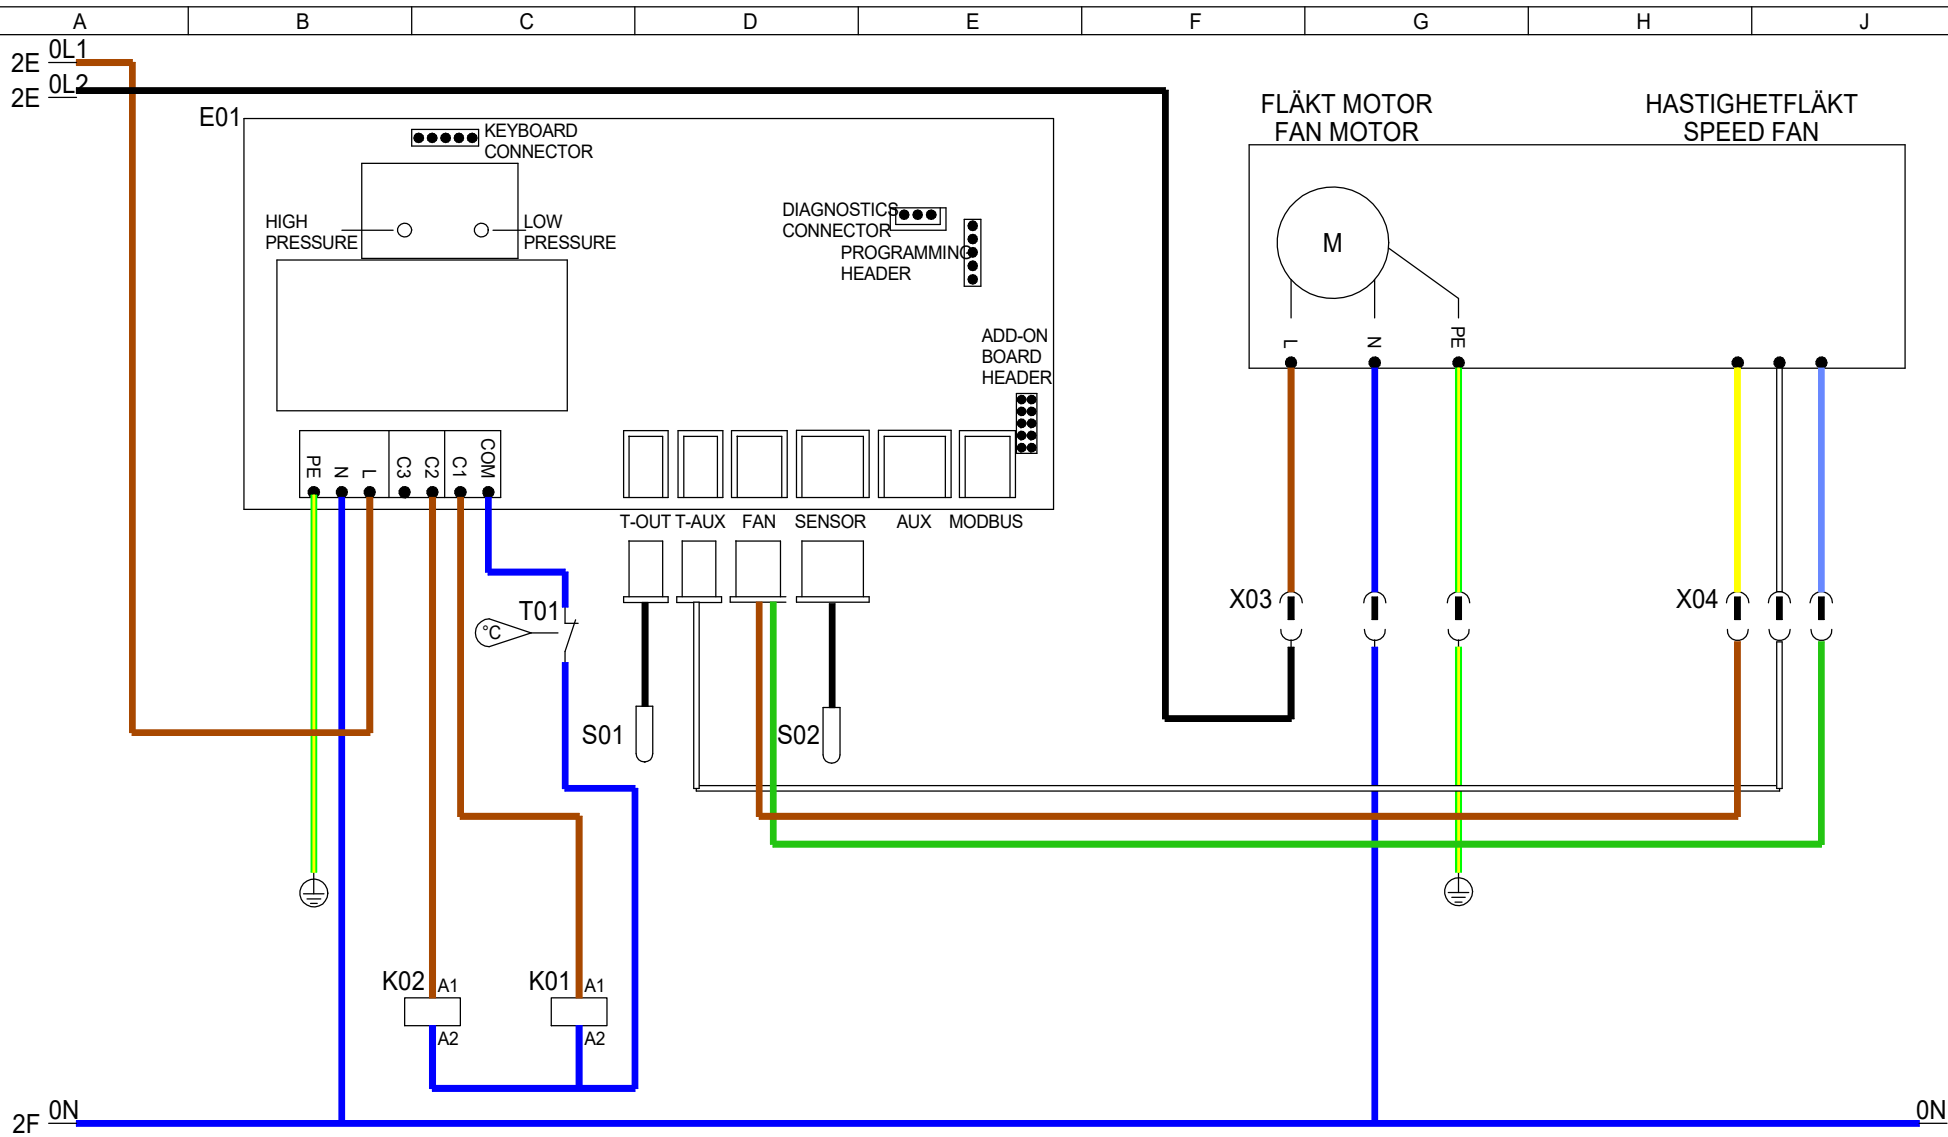 A B C D E F G H J
0L1
2E
0L2
2E
E01
KEYBOARD
CONNECTOR
HIGH
PRESSURE
LOW
PRESSURE
DIAGNOSTICS
CONNECTOR
PROGRAMMING
HEADER
ADD-ON
BOARD
HEADER
PE N L C3 C2 C1 COM
T-OUT T-AUX FAN SENSOR AUX MODBUS
FLÄKT MOTOR
FAN MOTOR
HASTIGHETFLÄKT
SPEED FAN
M
L N PE
X03
X04
T01
°C
S01
S02
K02 A1
A2
K01 A1
A2
0N
2F
0N